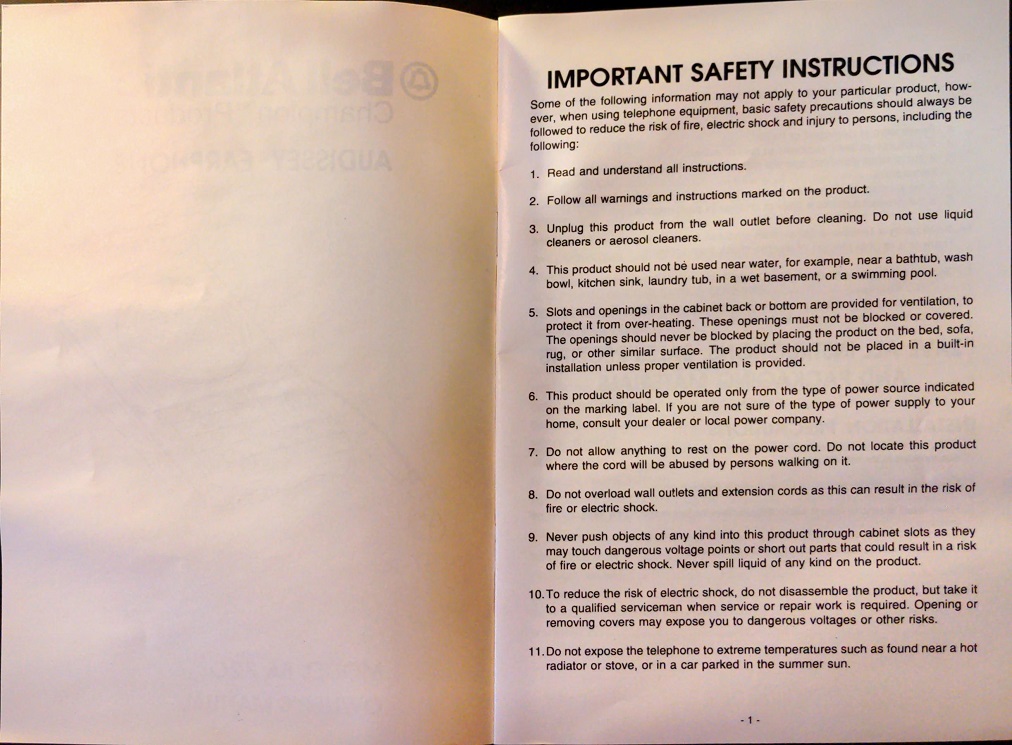 IMPORTANT SAFETY INSTRUCTIONS
Some of the following information may not apply to your particular product, how-
ever, when using telephone equipment, basic safety precautions should always be
followed to reduce the risk of fire, electric shock and injury to persons, including the
following:
1. Read and understand all instructions.
2. Follow all warnings and instructions marked on the product.
3. Unplug this product from the wall outlet before cleaning. Do not use liquid
cleaners or aerosol cleaners.
4. This product should not be used near water, for example, near a bathtub, wash
bowl, kitchen sink, laundry tub, in a wet basement, or a swimming pool.
5. Slots and openings in the cabinet back or bottom are provided for ventilation, to
protect it from over-heating. These openings must not be blocked or covered.
The openings should never be blocked by placing the product on the bed, sofa,
rug, or other similar surface. The product should not be placed in a built-in
installation unless proper ventilation is provided.
6. This product should be operated only from the type of power source indicated
on the marking label. If you are not sure of the type of power supply to your
home, consult your dealer or local power company.
7. Do not allow anything to rest on the power cord. Do not locate this product
where the cord will be abused by persons walking on it.
8. Do not overload wall outlets and extension cords as this can result in the risk of
fire or electric shock.
9. Never push objects of any kind into this product through cabinet slots as they
may touch dangerous voltage points or short out parts that could result in a risk
of fire or electric shock. Never spill liquid of any kind on the product.
10. To reduce the risk of electric shock, do not disassemble the product, but take it
to a qualified serviceman when service or repair work is required. Opening or
removing covers may expose you to dangerous voltages or other risks.
11. Do not expose the telephone to extreme temperatures such as found near a hot
radiator or stove, or in a car parked in the summer sun.
- 1 -